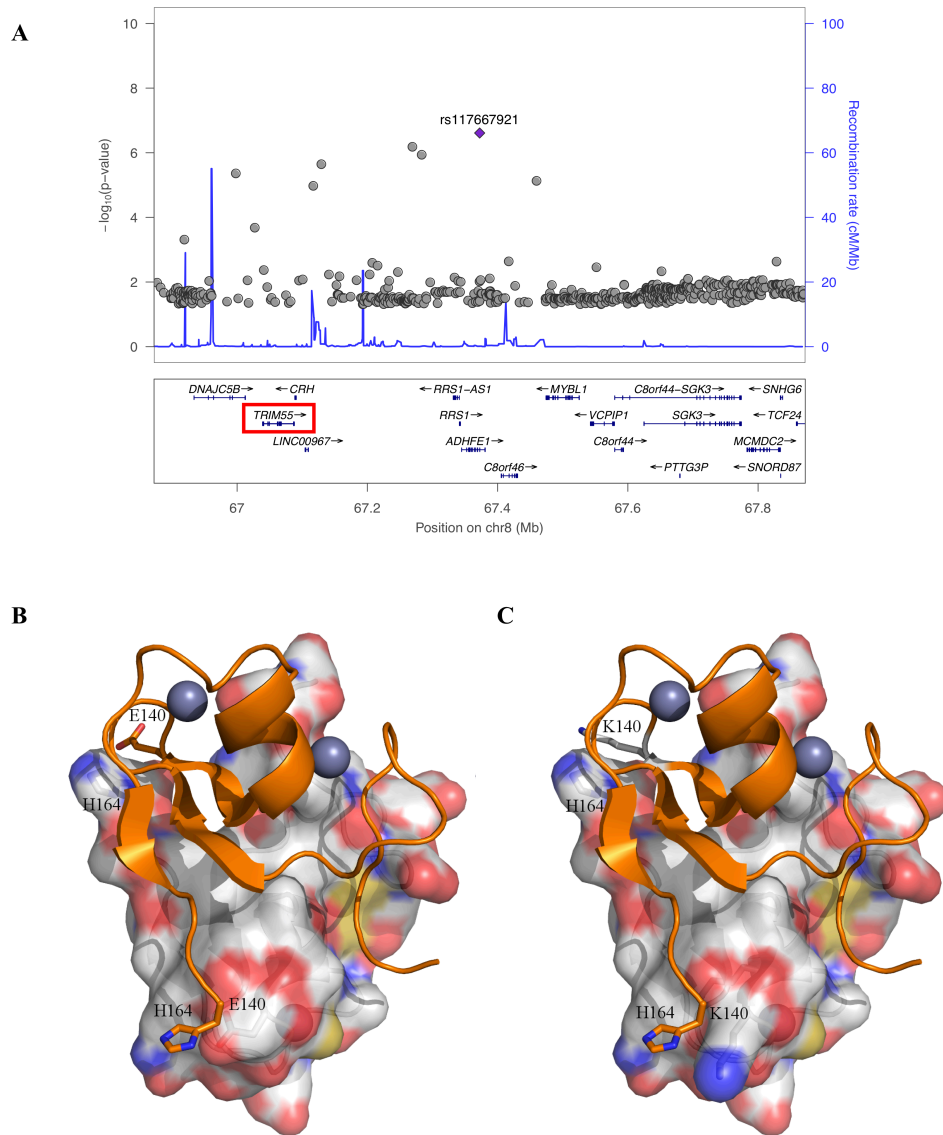 A
10
8
6
4
2
0
−log10(p−value)
100
80
60
40
20
0
Recombination rate (cM/Mb)
rs117667921
DNAJC5B→
←CRH
←RRS1−AS1
←MYBL1
C8orf44−SGK3→
←SNHG6
TRIM55→
RRS1→
←VCPIP1
SGK3→
←TCF24
LINC00967→
ADHFE1→
C8orf44→
MCMDC2→
C8orf46→
←PTTG3P
←SNORD87
67
67.2
67.4
67.6
67.8
Position on chr8 (Mb)
B
E140
H164
H164
E140
C
K140
H164
H164
K140